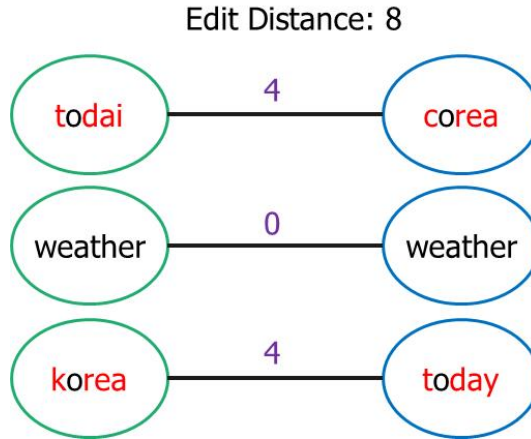 Edit Distance: 8
todai 4 corea
weather 0 weather
korea 4 today